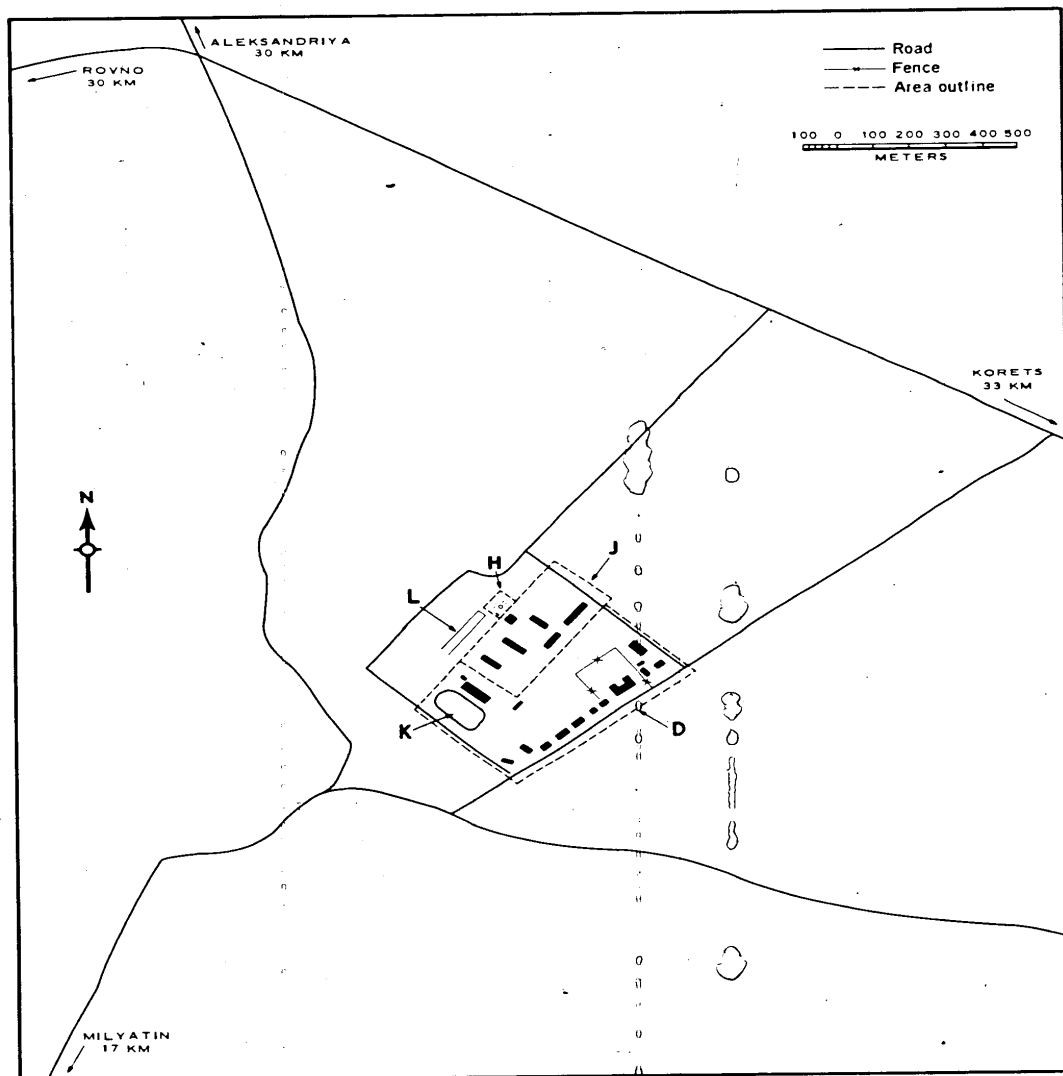 ALEKSANDRIYA
30 KM
ROVNO
30 KM
Road
Fence
Area outline
100 0 100 200 300 400 500
METERS
KORETS
33 KM
N
H
J
L
K
D
MILYATIN
17 KM